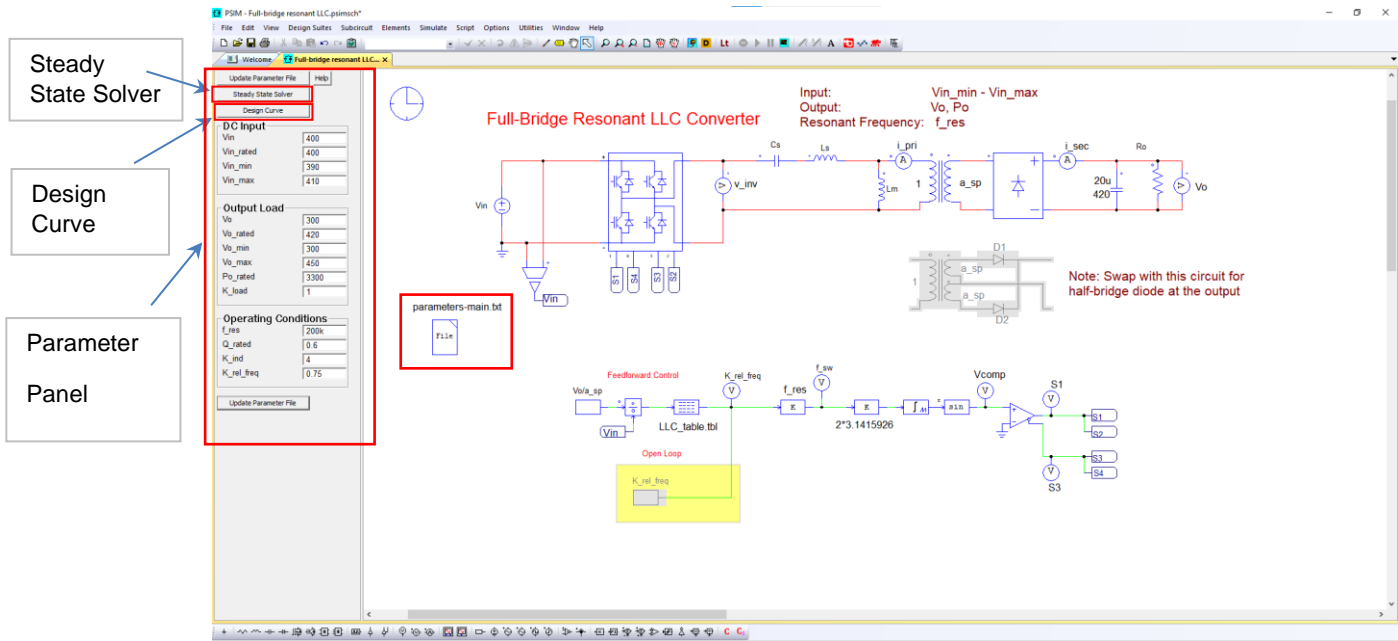 PSIM - Full-bridge resonant LLC.psimsch*
File Edit View Design Suites Subcircuit Elements Simulate Script Options Utilities Window Help
Lt
A
Welcome
Full-bridge resonant LLC... X
Steady
State Solver
Design
Curve
Parameter
Panel
Update Parameter File
Help
Steady State Solver
Design Curve
DC Input
Vin 400
Vin_rated 400
Vin_min 390
Vin_max 410
Output Load
Vo 300
Vo_rated 420
Vo_min 300
Vo_max 450
Po_rated 3300
K_load 1
Operating Conditions
f_res 200k
Q_rated 0.6
K_ind 4
K_rel_freq 0.75
Update Parameter File
Full-Bridge Resonant LLC Converter
Input: Vin_min - Vin_max
Output: Vo, Po
Resonant Frequency: f_res
Cs
Ls
i_pri
A
i_sec
A
Ro
Vin
V
v_inv
Lm
1
a_sp
20u
420
V
Vo
S1
S4
S3
S2
Vin
D1
a_sp
1
a_sp
D2
Note: Swap with this circuit for
half-bridge diode at the output
parameters-main.txt
File
Feedforward Control
Vo/a_sp
Vin
LLC_table.tbl
K_rel_freq
V
f_res
K
f_sw
V
K
2*3.1415926
sin
Vcomp
V
S1
V
S1
S2
S3
S4
V
S3
Open Loop
K_rel_freq
C